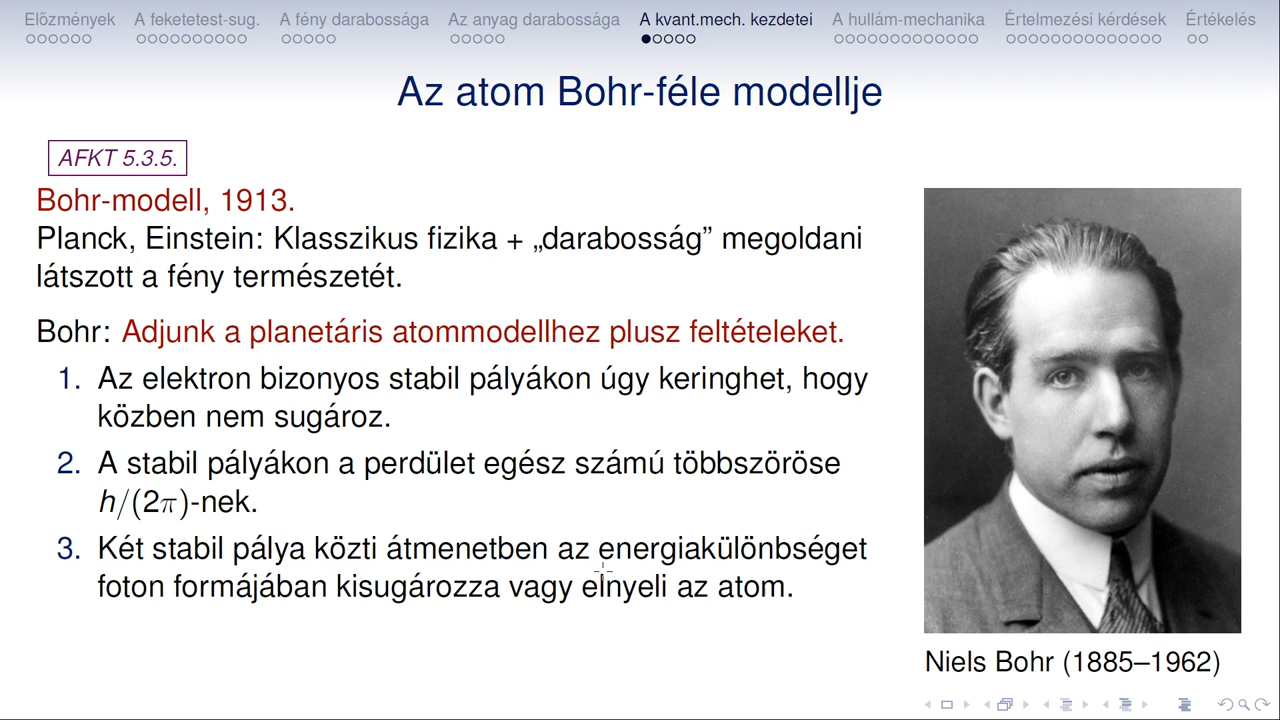 Előzmények A feketetest-sug. A fény darabossága Az anyag darabossága A kvant.mech. kezdetei A hullám-mechanika Értelmezési kérdések Értékelés
Az atom Bohr-féle modellje
AFKT 5.3.5.
Bohr-modell, 1913.
Planck, Einstein: Klasszikus fizika + „darabosság” megoldani
látszott a fény természetét.
Bohr: Adjunk a planetáris atommodellhez plusz feltételeket.
1. Az elektron bizonyos stabil pályákon úgy keringhet, hogy
közben nem sugároz.
2. A stabil pályákon a perdület egész számú többszöröse
h/(2π)-nek.
3. Két stabil pálya közti átmenetben az energiakülönbséget
foton formájában kisugározza vagy elnyeli az atom.
Niels Bohr (1885–1962)